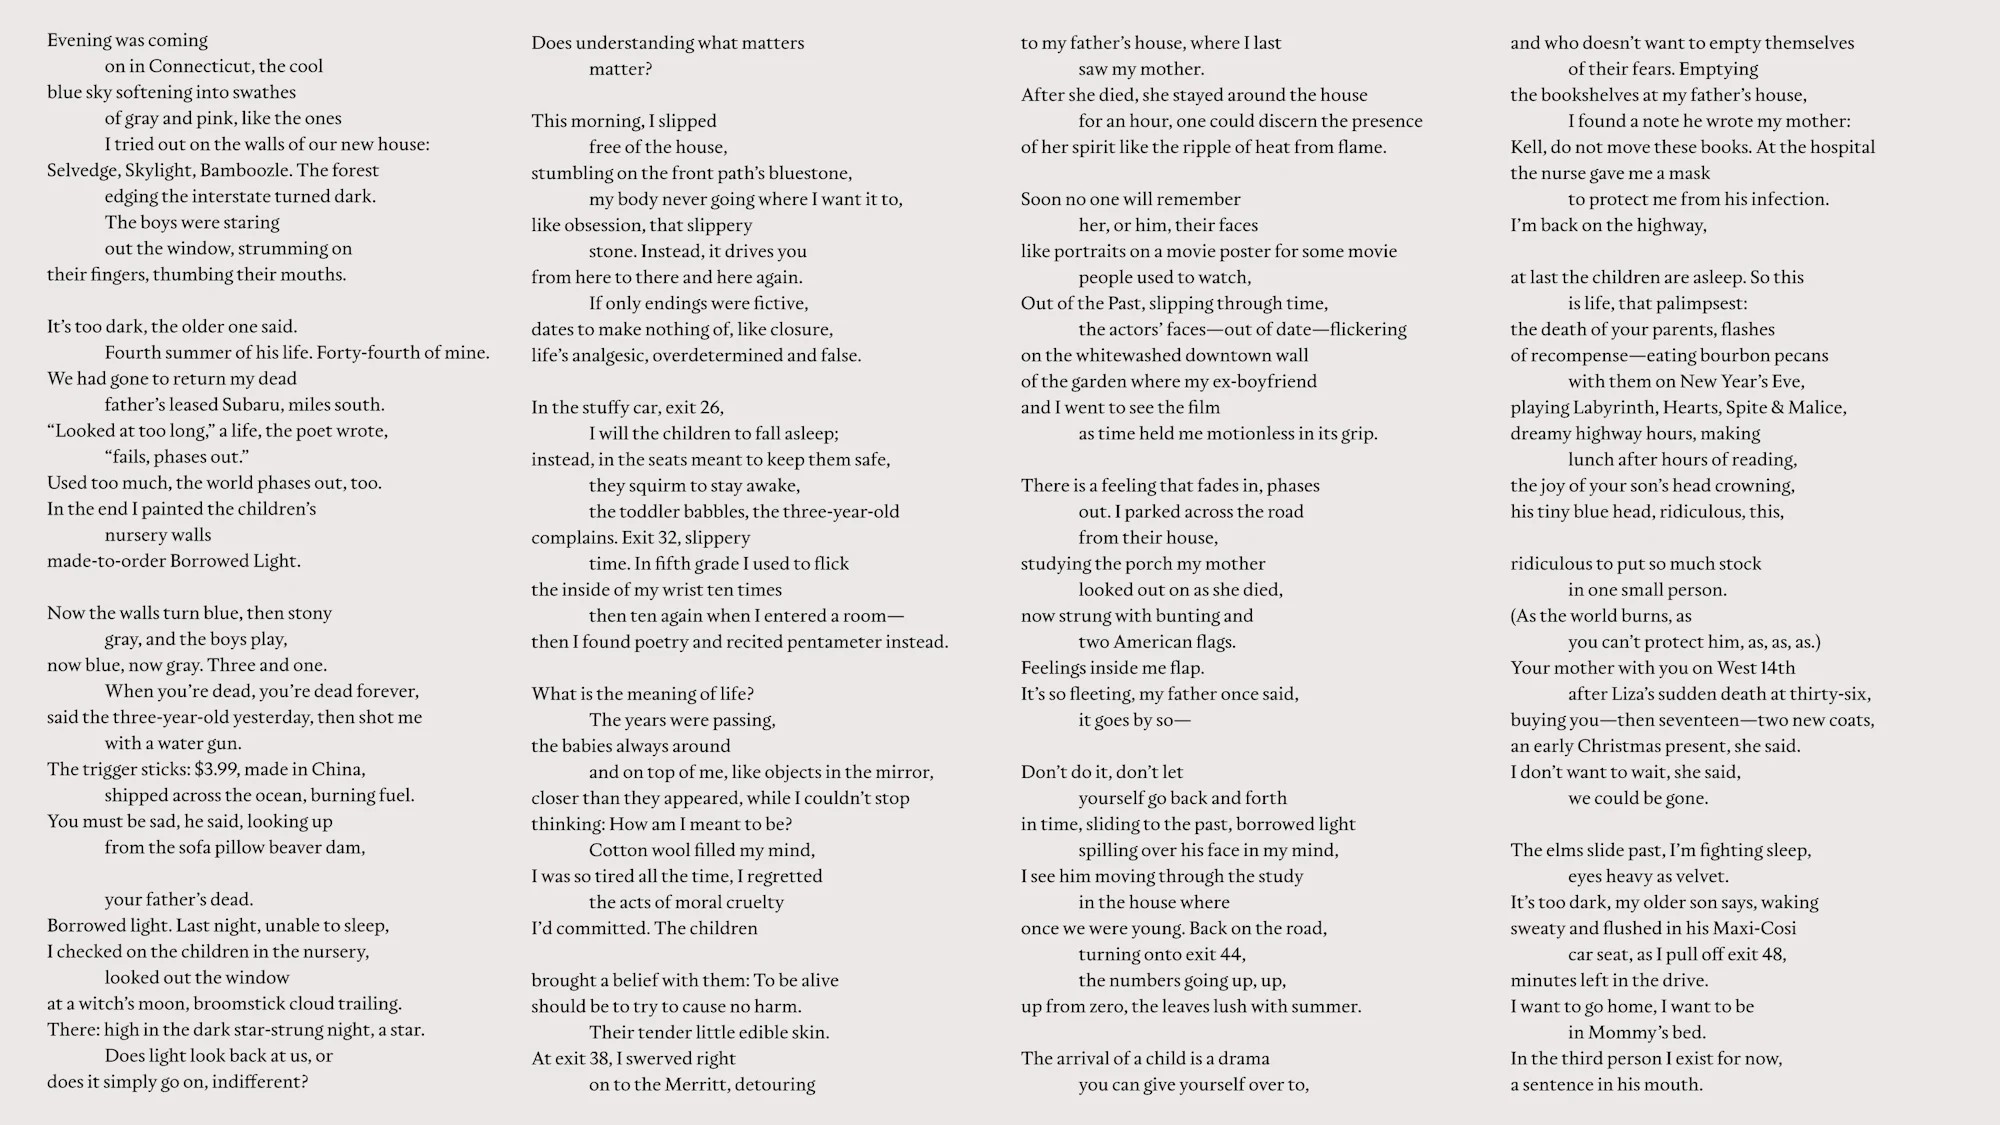 Evening was coming
on in Connecticut, the cool
blue sky softening into swathes
of gray and pink, like the ones
I tried out on the walls of our new house:
Selvedge, Skylight, Bamboozle. The forest
edging the interstate turned dark.
The boys were staring
out the window, strumming on
their fingers, thumbing their mouths.

It’s too dark, the older one said.
Fourth summer of his life. Forty-fourth of mine.
We had gone to return my dead
father’s leased Subaru, miles south.
“Looked at too long,” a life, the poet wrote,
“fails, phases out.”
Used too much, the world phases out, too.
In the end I painted the children’s
nursery walls
made-to-order Borrowed Light.

Now the walls turn blue, then stony
gray, and the boys play,
now blue, now gray. Three and one.
When you’re dead, you’re dead forever,
said the three-year-old yesterday, then shot me
with a water gun.
The trigger sticks: $3.99, made in China,
shipped across the ocean, burning fuel.
You must be sad, he said, looking up
from the sofa pillow beaver dam,

your father’s dead.
Borrowed light. Last night, unable to sleep,
I checked on the children in the nursery,
looked out the window
at a witch’s moon, broomstick cloud trailing.
There: high in the dark star-strung night, a star.
Does light look back at us, or
does it simply go on, indifferent?
Does understanding what matters
matter?

This morning, I slipped
free of the house,
stumbling on the front path’s bluestone,
my body never going where I want it to,
like obsession, that slippery
stone. Instead, it drives you
from here to there and here again.
If only endings were fictive,
dates to make nothing of, like closure,
life’s analgesic, overdetermined and false.

In the stuffy car, exit 26,
I will the children to fall asleep;
instead, in the seats meant to keep them safe,
they squirm to stay awake,
the toddler babbles, the three-year-old
complains. Exit 32, slippery
time. In fifth grade I used to flick
the inside of my wrist ten times
then ten again when I entered a room—
then I found poetry and recited pentameter instead.

What is the meaning of life?
The years were passing,
the babies always around
and on top of me, like objects in the mirror,
closer than they appeared, while I couldn’t stop
thinking: How am I meant to be?
Cotton wool filled my mind,
I was so tired all the time, I regretted
the acts of moral cruelty
I’d committed. The children

brought a belief with them: To be alive
should be to try to cause no harm.
Their tender little edible skin.
At exit 38, I swerved right
on to the Merritt, detouring
to my father’s house, where I last
saw my mother.
After she died, she stayed around the house
for an hour, one could discern the presence
of her spirit like the ripple of heat from flame.

Soon no one will remember
her, or him, their faces
like portraits on a movie poster for some movie
people used to watch,
Out of the Past, slipping through time,
the actors’ faces—out of date—flickering
on the whitewashed downtown wall
of the garden where my ex-boyfriend
and I went to see the film
as time held me motionless in its grip.

There is a feeling that fades in, phases
out. I parked across the road
from their house,
studying the porch my mother
looked out on as she died,
now strung with bunting and
two American flags.
Feelings inside me flap.
It’s so fleeting, my father once said,
it goes by so—

Don’t do it, don’t let
yourself go back and forth
in time, sliding to the past, borrowed light
spilling over his face in my mind,
I see him moving through the study
in the house where
once we were young. Back on the road,
turning onto exit 44,
the numbers going up, up,
up from zero, the leaves lush with summer.

The arrival of a child is a drama
you can give yourself over to,
and who doesn’t want to empty themselves
of their fears. Emptying
the bookshelves at my father’s house,
I found a note he wrote my mother:
Kell, do not move these books. At the hospital
the nurse gave me a mask
to protect me from his infection.
I’m back on the highway,

at last the children are asleep. So this
is life, that palimpsest:
the death of your parents, flashes
of recompense—eating bourbon pecans
with them on New Year’s Eve,
playing Labyrinth, Hearts, Spite & Malice,
dreamy highway hours, making
lunch after hours of reading,
the joy of your son’s head crowning,
his tiny blue head, ridiculous, this,

ridiculous to put so much stock
in one small person.
(As the world burns, as
you can’t protect him, as, as, as.)
Your mother with you on West 14th
after Liza’s sudden death at thirty-six,
buying you—then seventeen—two new coats,
an early Christmas present, she said.
I don’t want to wait, she said,
we could be gone.

The elms slide past, I’m fighting sleep,
eyes heavy as velvet.
It’s too dark, my older son says, waking
sweaty and flushed in his Maxi-Cosi
car seat, as I pull off exit 48,
minutes left in the drive.
I want to go home, I want to be
in Mommy’s bed.
In the third person I exist for now,
a sentence in his mouth.